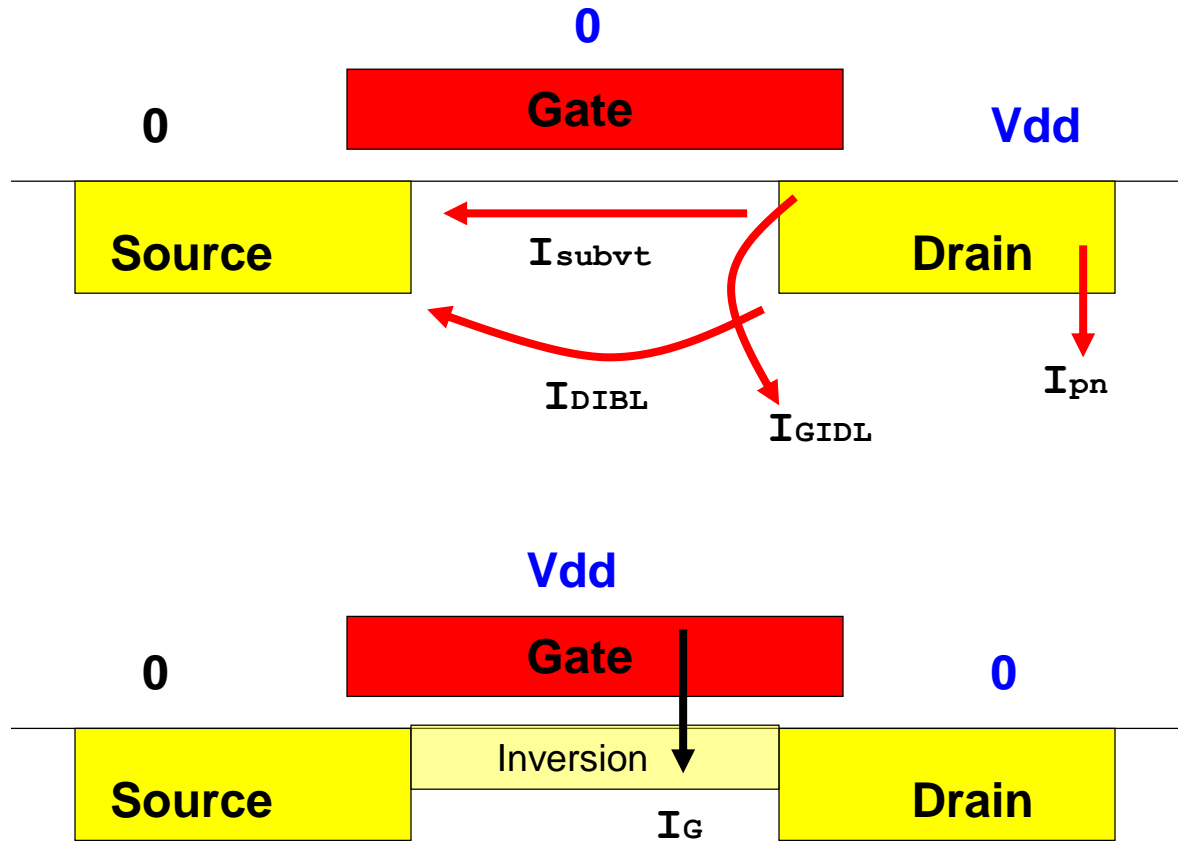 0
Gate
0
Vdd
Source
Isubvt
Drain
IDIBL
Ipn
IGIDL
Vdd
Gate
0
0
Inversion
Source
Drain
IG